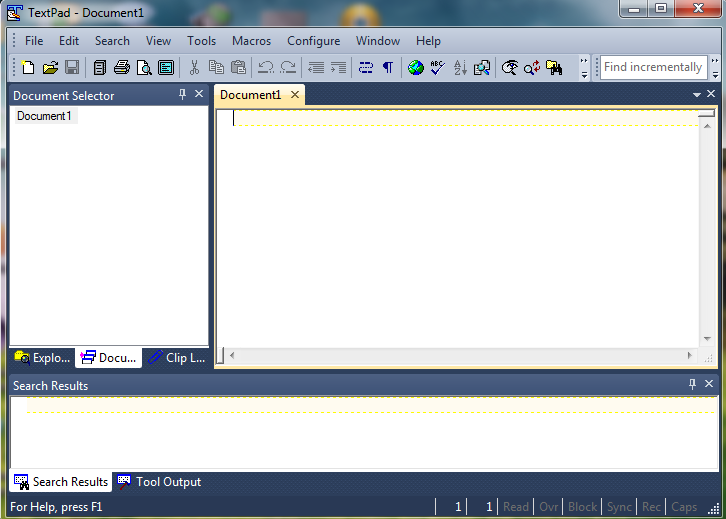 TextPad - Document1
File Edit Search View Tools Macros Configure Window Help
Find incrementally
Document Selector
Document1
Document1
Explo... Docu... Clip L...
Search Results
Search Results Tool Output
For Help, press F1 1 1 Read Ovr Block Sync Rec Caps